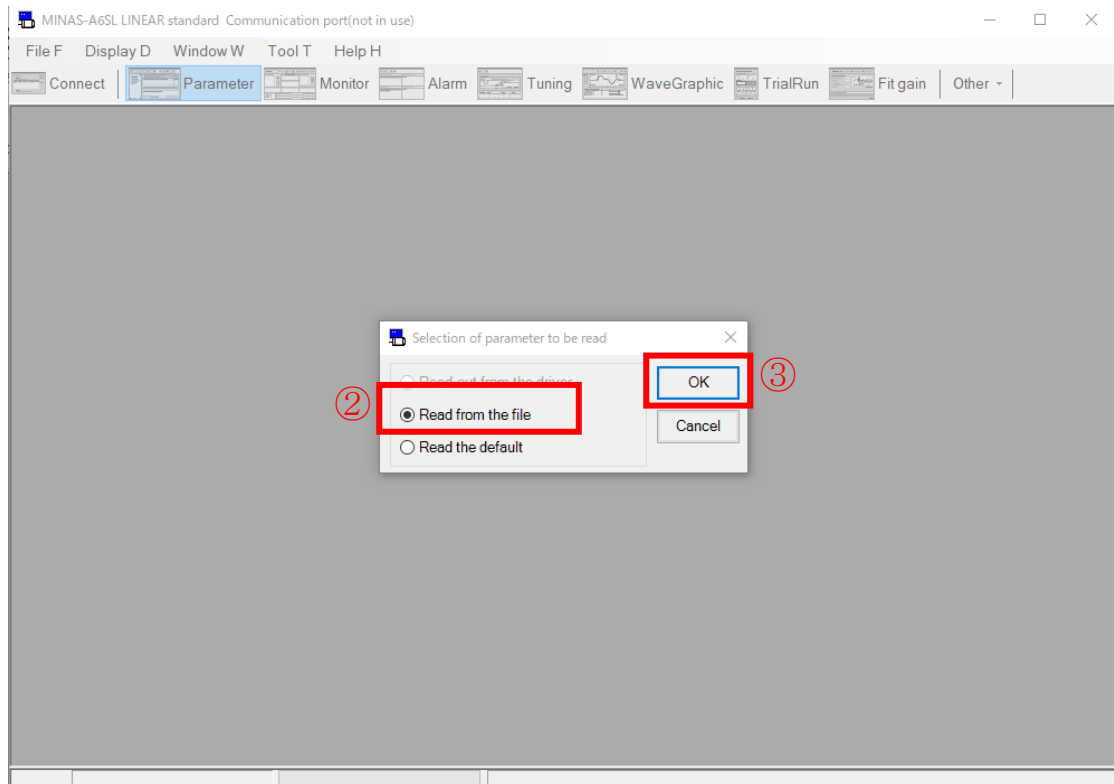 MINAS-A6SL LINEAR standard Communication port(not in use)
File F Display D Window W Tool T Help H
Connect Parameter Monitor Alarm Tuning WaveGraphic TrialRun Fit gain Other
Selection of parameter to be read
Read out from the driver
OK
③
②
Read from the file
Cancel
Read the default